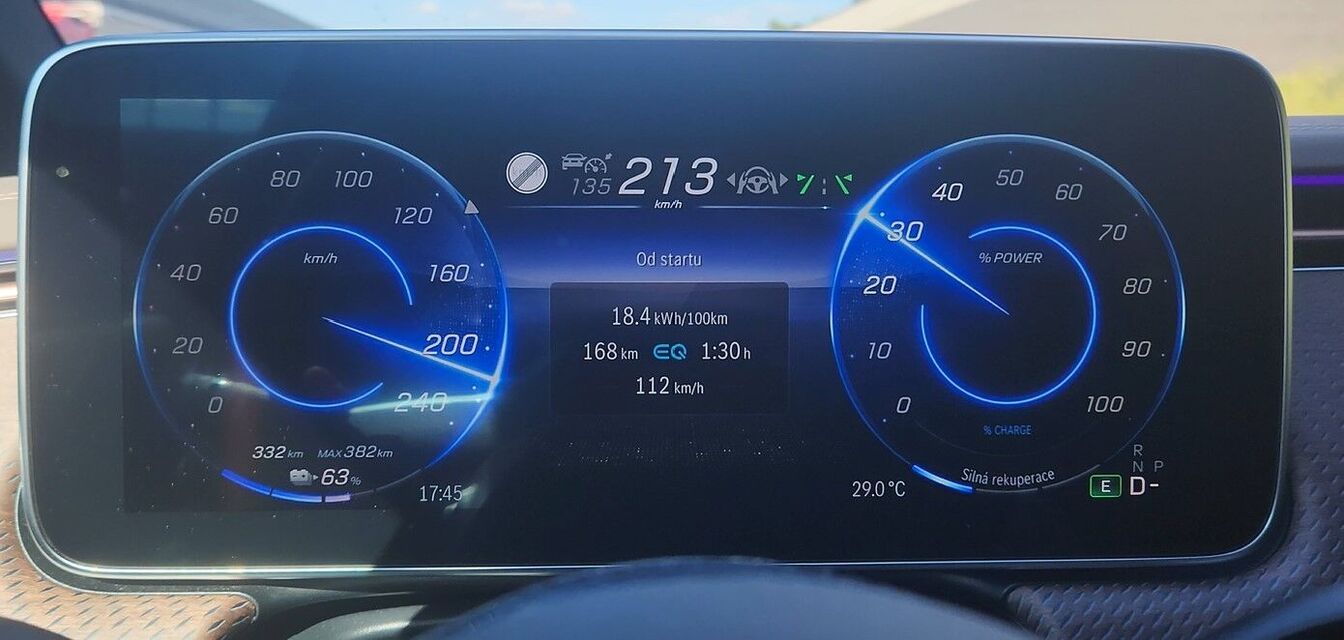 135 213
km/h
km/h
0
20
40
60
80
100
120
160
200
240
332 km MAX 382 km
63 %
17:45
Od startu
18.4 kWh/100km
168 km EQ 1:30 h
112 km/h
% POWER
0
10
20
30
40
50
60
70
80
90
100
% CHARGE
Silná rekuperace
29.0 °C
R
N P
E D-